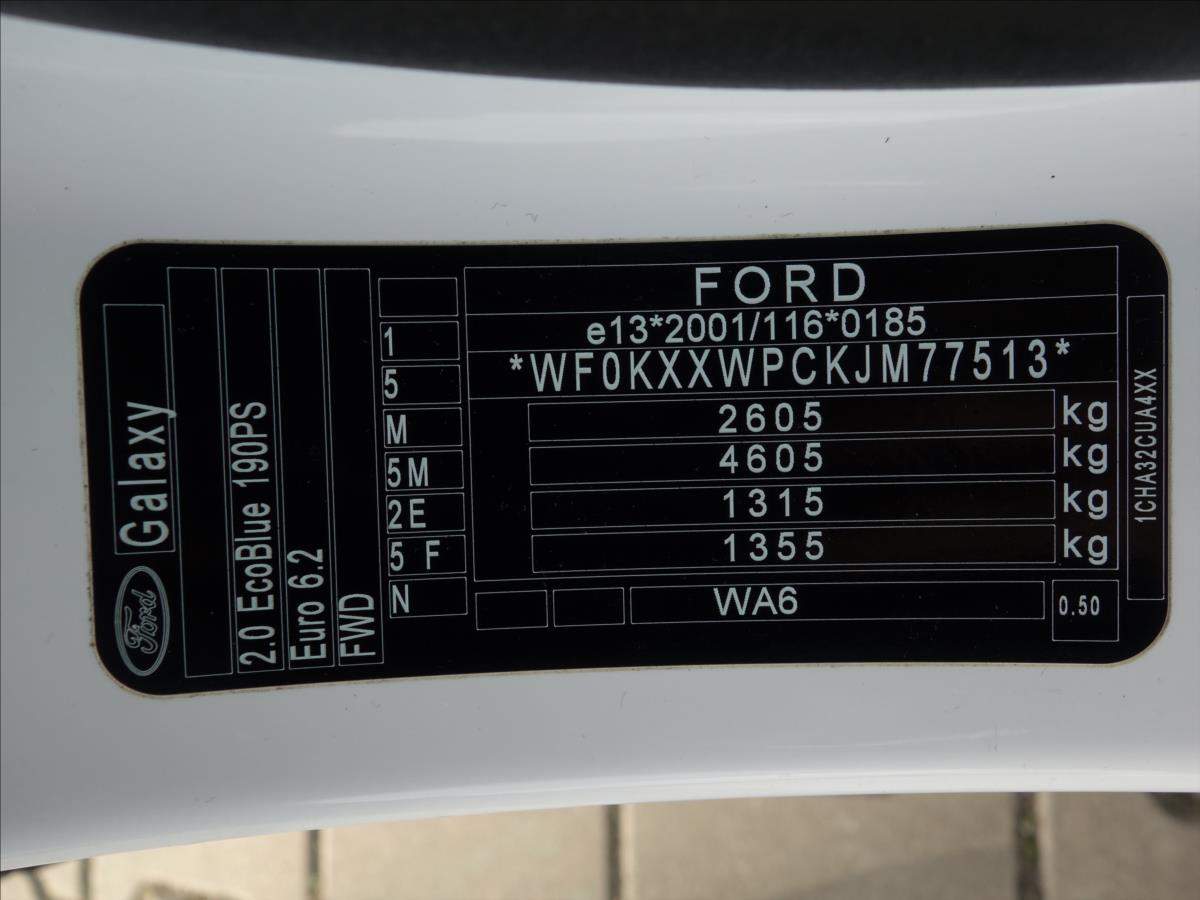 FORD
e13*2001/116*0185
*WF0KXXWPCKJM77513*
2605 kg
4605 kg
1315 kg
1355 kg
WA6
0.50
1
5
M
5M
2E
5 F
N
Ford
Galaxy
2.0 EcoBlue 190PS
Euro 6.2
FWD
1CHA32CUA4XX